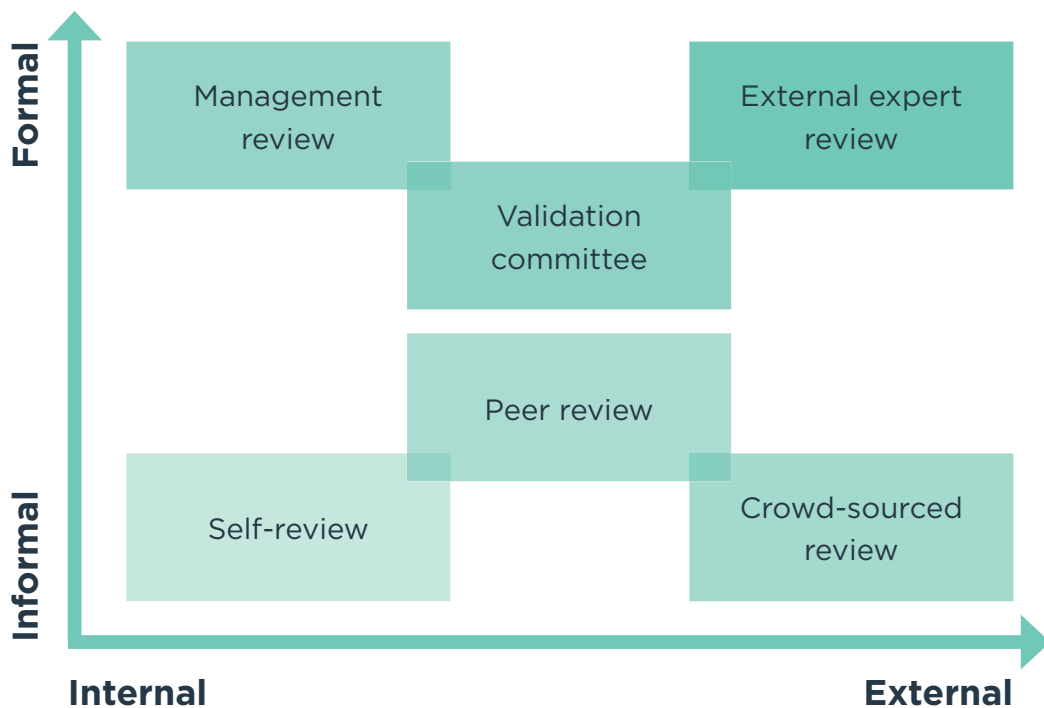 Formal
Management
review
External expert
review
Validation
committee
Peer review
Informal
Self-review
Crowd-sourced
review
Internal
External